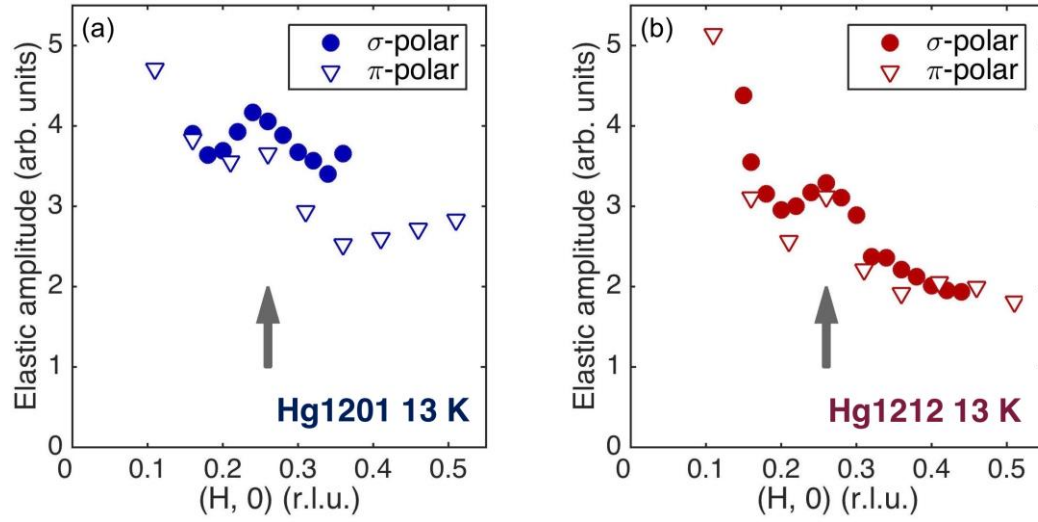 (a)
σ-polar
π-polar
Elastic amplitude (arb. units)
5
4
3
2
1
0
Hg1201 13 K
0 0.1 0.2 0.3 0.4 0.5
(H, 0) (r.l.u.)
(b)
σ-polar
π-polar
Elastic amplitude (arb. units)
5
4
3
2
1
0
Hg1212 13 K
0 0.1 0.2 0.3 0.4 0.5
(H, 0) (r.l.u.)